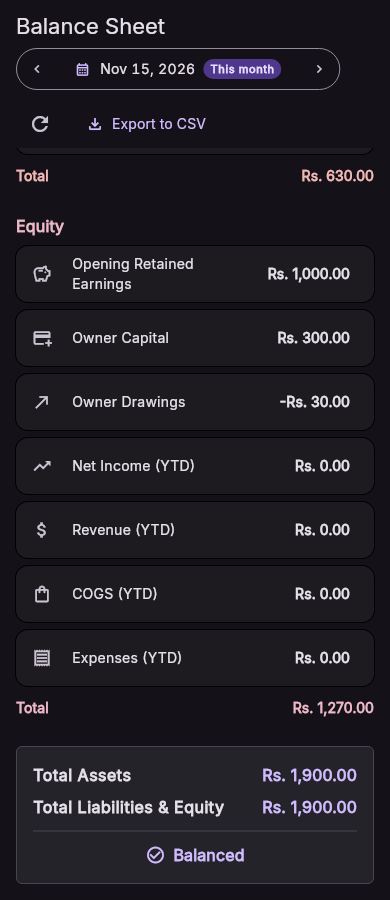 Balance Sheet
Nov 15, 2026 This month
Export to CSV
Total Rs. 630.00
Equity
Opening Retained
Earnings Rs. 1,000.00
Owner Capital Rs. 300.00
Owner Drawings -Rs. 30.00
Net Income (YTD) Rs. 0.00
Revenue (YTD) Rs. 0.00
COGS (YTD) Rs. 0.00
Expenses (YTD) Rs. 0.00
Total Rs. 1,270.00
Total Assets Rs. 1,900.00
Total Liabilities & Equity Rs. 1,900.00
Balanced